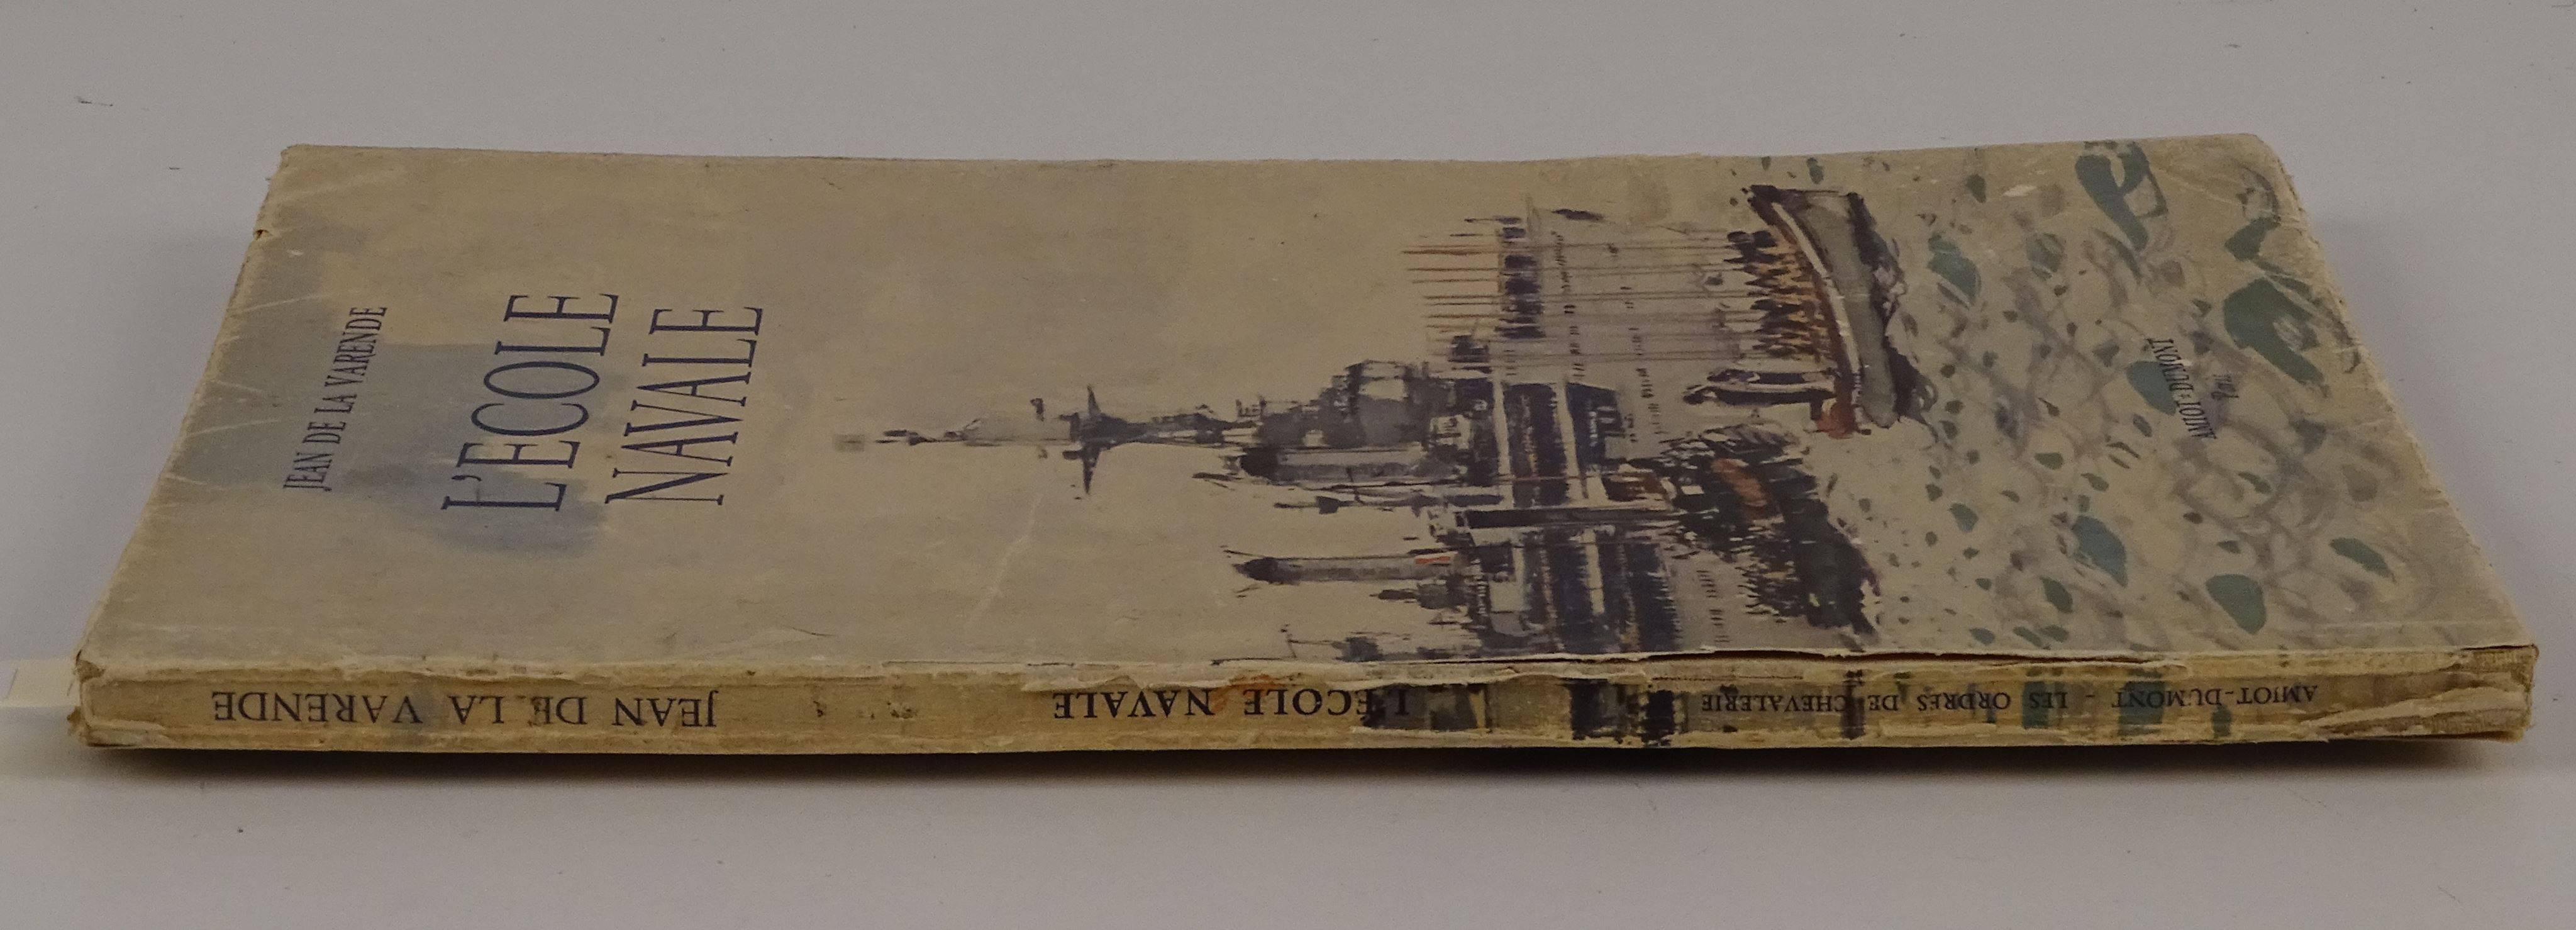 JEAN DE LA VARENDE
L'ECOLE
NAVALE
AMIOT-DUMONT
Paris
JEAN DE LA VARENDE
L'ECOLE NAVALE
AMIOT-DUMONT - LES ORDRES DE CHEVALERIE